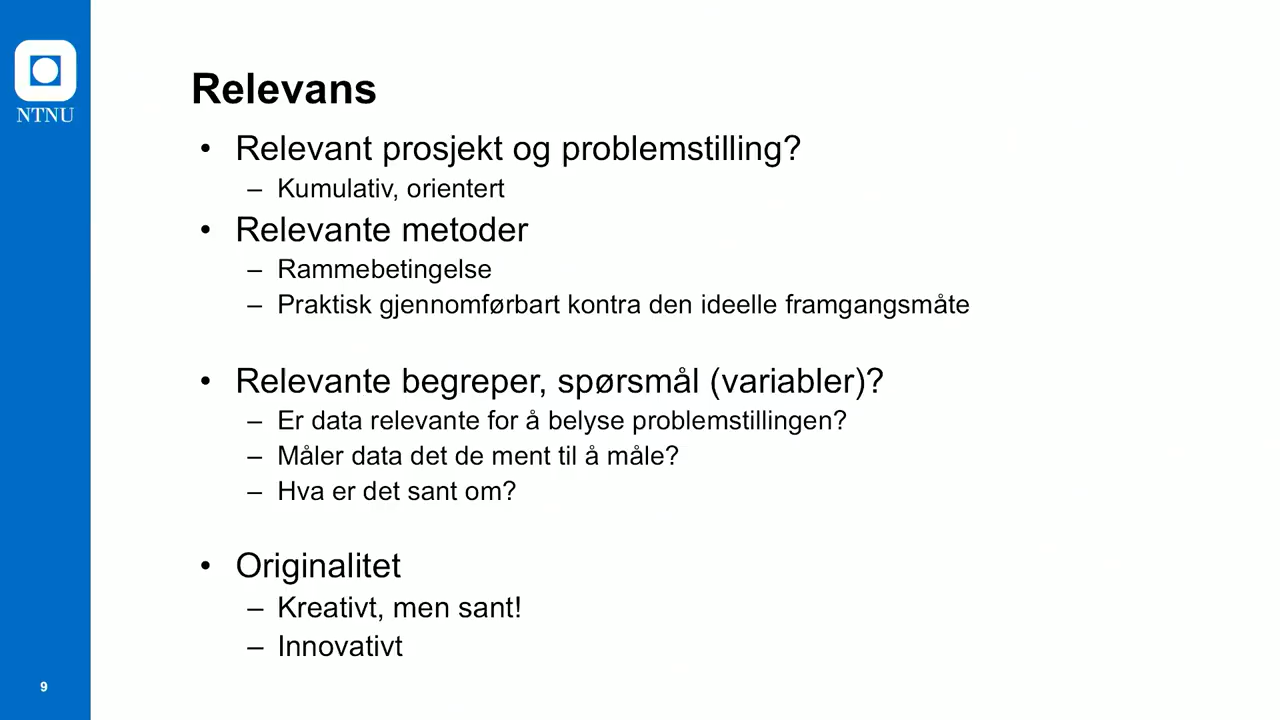 NTNU
Relevans
• Relevant prosjekt og problemstilling?
– Kumulativ, orientert
• Relevante metoder
– Rammebetingelse
– Praktisk gjennomførbart kontra den ideelle framgangsmåte
• Relevante begreper, spørsmål (variabler)?
– Er data relevante for å belyse problemstillingen?
– Måler data det de ment til å måle?
– Hva er det sant om?
• Originalitet
– Kreativt, men sant!
– Innovativt
9